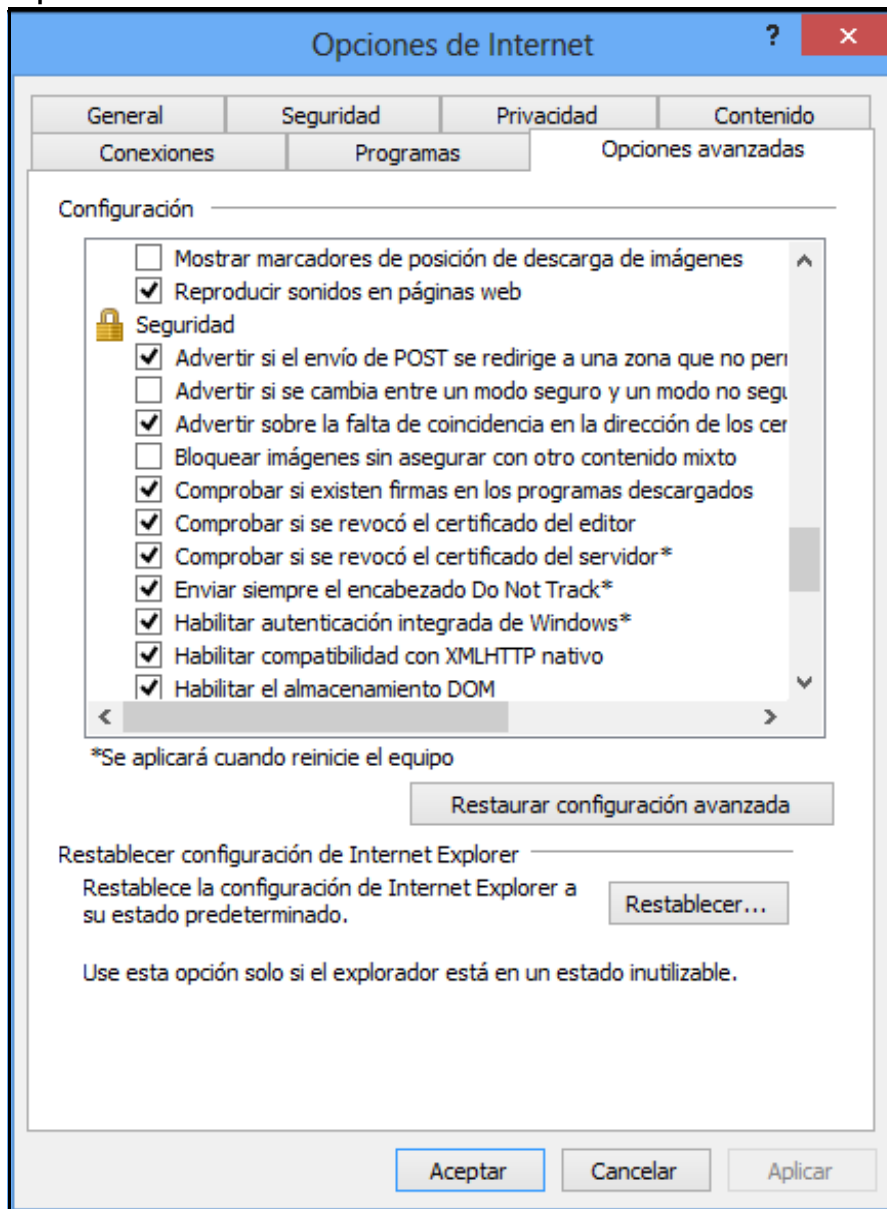 Opciones de Internet
General Seguridad Privacidad Contenido
Conexiones Programas Opciones avanzadas
Configuración
Mostrar marcadores de posición de descarga de imágenes
Reproducir sonidos en páginas web
Seguridad
Advertir si el envío de POST se redirige a una zona que no
Advertir si se cambia entre un modo seguro y un modo no
Advertir sobre la falta de coincidencia en la dirección de los
Bloquear imágenes sin asegurar con otro contenido mixto
Comprobar si existen firmas en los programas descargados
Comprobar si se revocó el certificado del editor
Comprobar si se revocó el certificado del servidor*
Enviar siempre el encabezado Do Not Track*
Habilitar autenticación integrada de Windows*
Habilitar compatibilidad con XMLHTTP nativo
Habilitar el almacenamiento DOM
*Se aplicará cuando reinicie el equipo
Restaurar configuración avanzada
Restablecer configuración de Internet Explorer
Restablece la configuración de Internet Explorer a
su estado predeterminado.
Restablecer...
Use esta opción solo si el explorador está en un estado inutilizable.
Aceptar Cancelar Aplicar